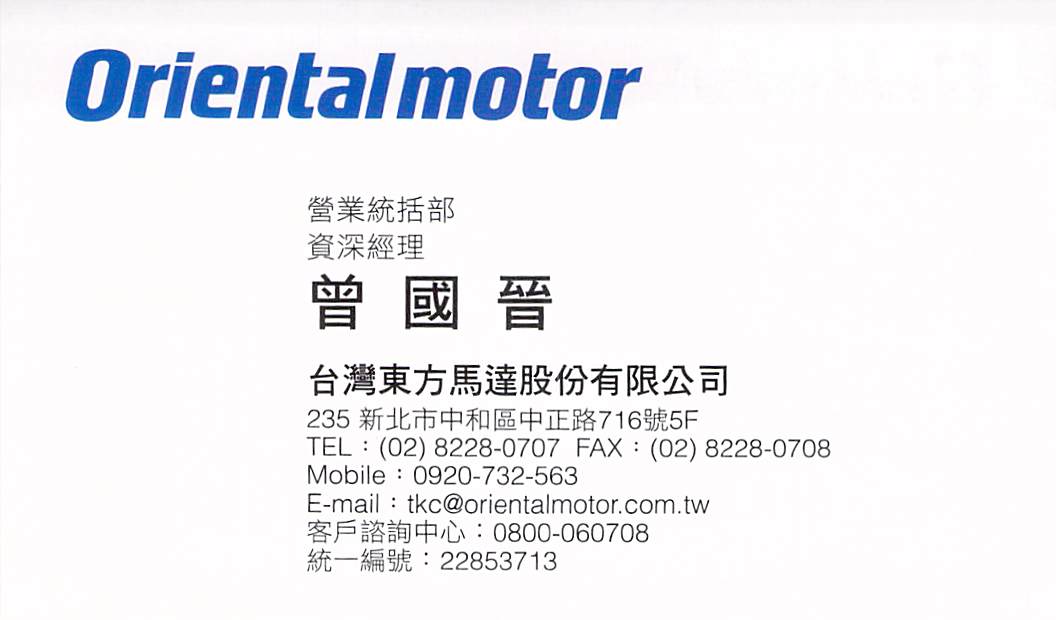 Orientalmotor
營業統括部
資深經理
曾國晉
台灣東方馬達股份有限公司
235 新北市中和區中正路716號5F
TEL：(02) 8228-0707 FAX：(02) 8228-0708
Mobile：0920-732-563
E-mail：tkc@orientalmotor.com.tw
客戶諮詢中心：0800-060708
統一編號：22853713